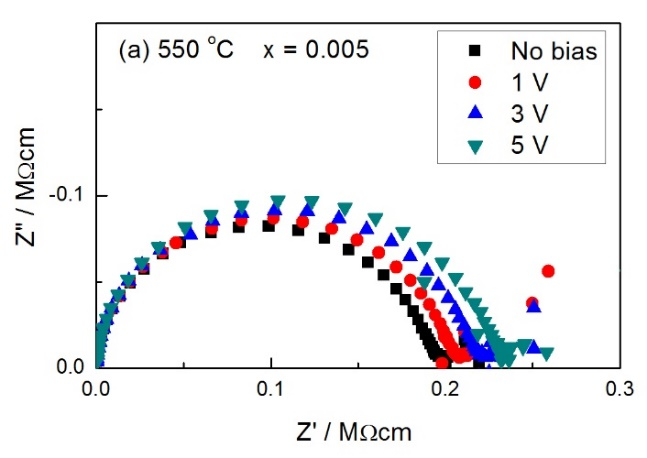 (a) 550 °C x = 0.005
No bias
1 V
3 V
5 V
-0.1
0.0
Z'' / MΩcm
0.0
0.1
0.2
0.3
Z' / MΩcm